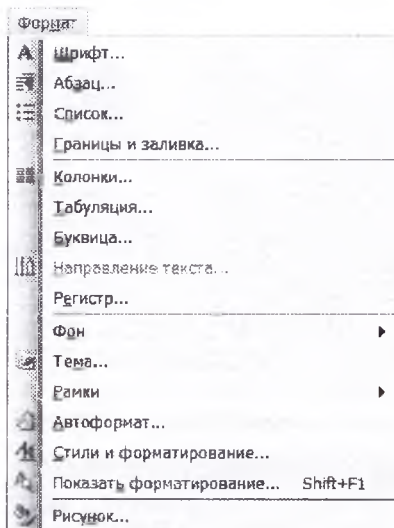 Формат
Шрифт...
Абзац...
Список...
Границы и заливка...
Колонки...
Табуляция...
Буквица...
Направление текста...
Регистр...
Фон
Тема...
Рамки
Автоформат...
Стили и форматирование...
Показать форматирование... Shift+F1
Рисунок...